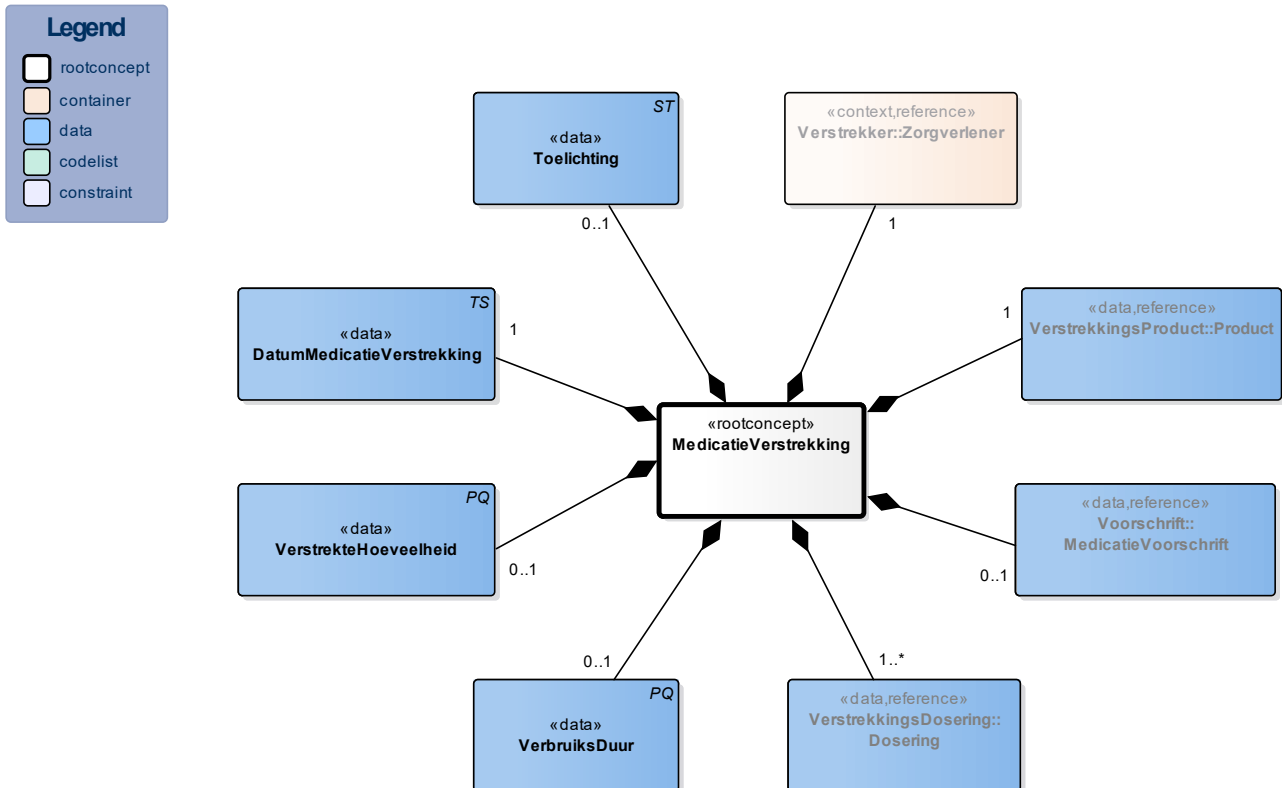 Legend
rootconcept
container
data
codelist
constraint
ST
«data»
Toelichting
0..1
«context,reference»
Verstrekker::Zorgverlener
1
TS
«data»
DatumMedicatieVerstrekking
1
«data,reference»
VerstrekkingsProduct::Product
1
«rootconcept»
MedicatieVerstrekking
PQ
«data»
VerstrekteHoeveelheid
0..1
«data,reference»
Voorschrift::
MedicatieVoorschrift
0..1
0..1
PQ
«data»
VerbruiksDuur
1..*
«data,reference»
VerstrekkingsDosering::
Dosering